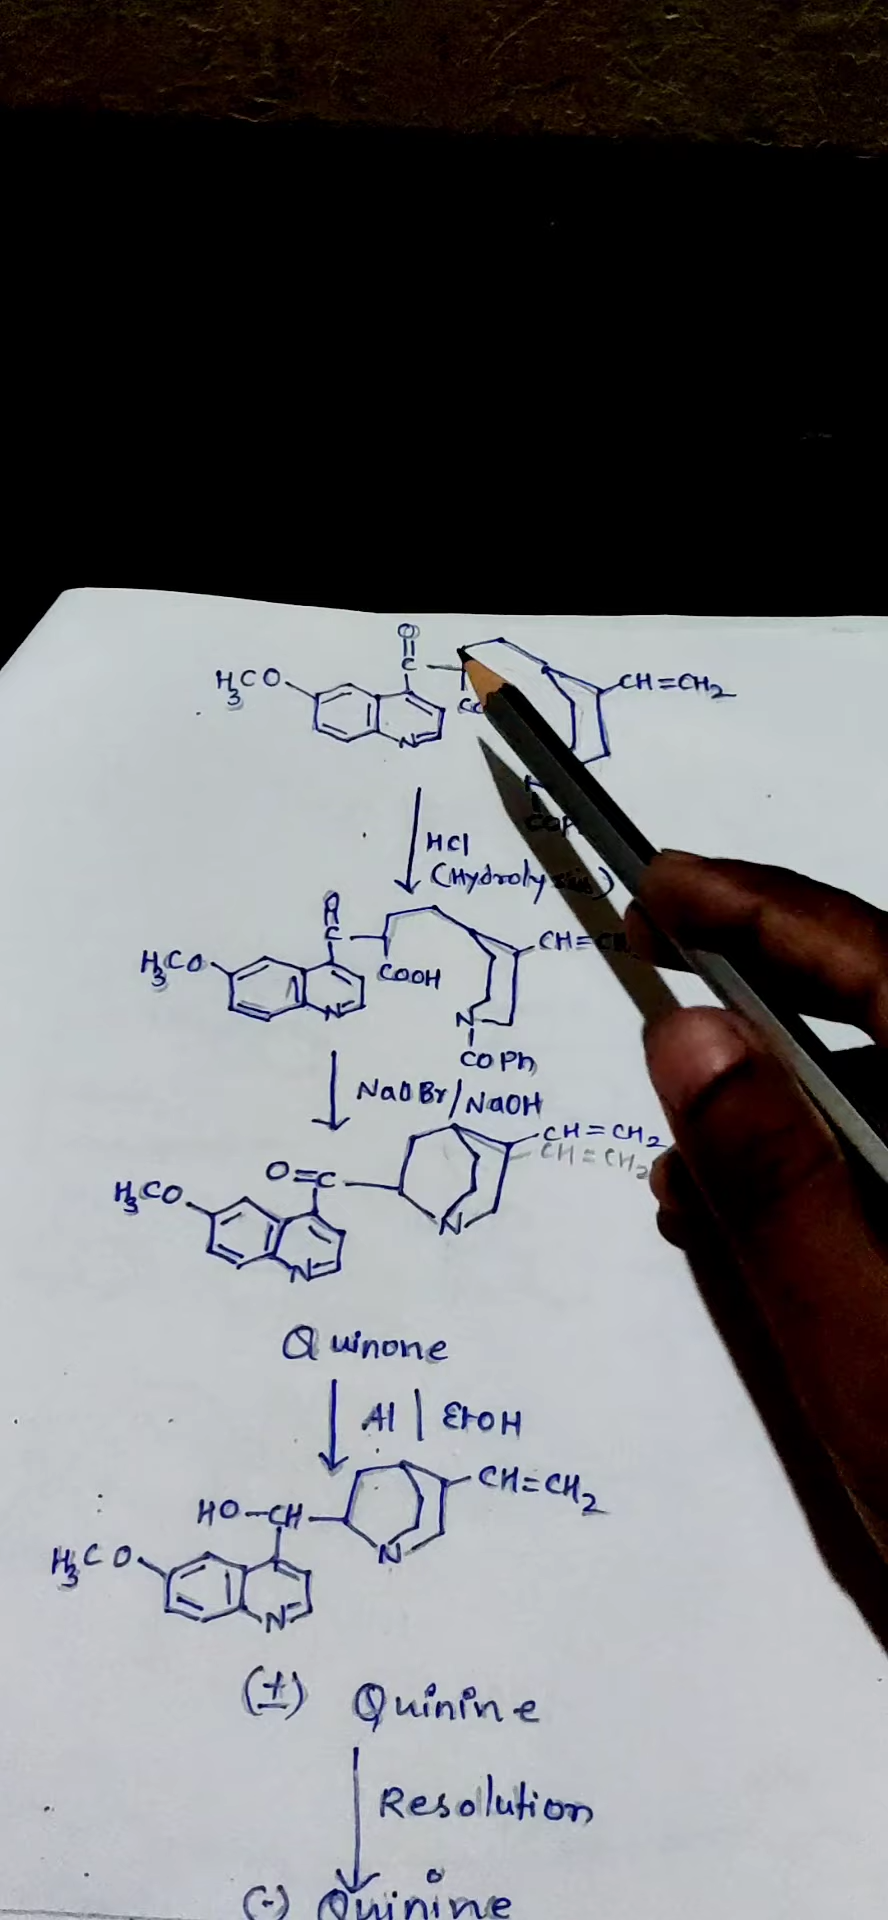 O
H₃CO C CH=CH₂
N
HCl
(Hydrolysis)
C CH=
H₃CO COOH
N N
COPh
NaOBr/NaOH
CH=CH₂
O=C CH=CH₂
H₃CO N
N
Quinone
Al | EtOH
CH=CH₂
HO-CH
H₃CO N
N
(±) Quinine
Resolution
(-) Quinine